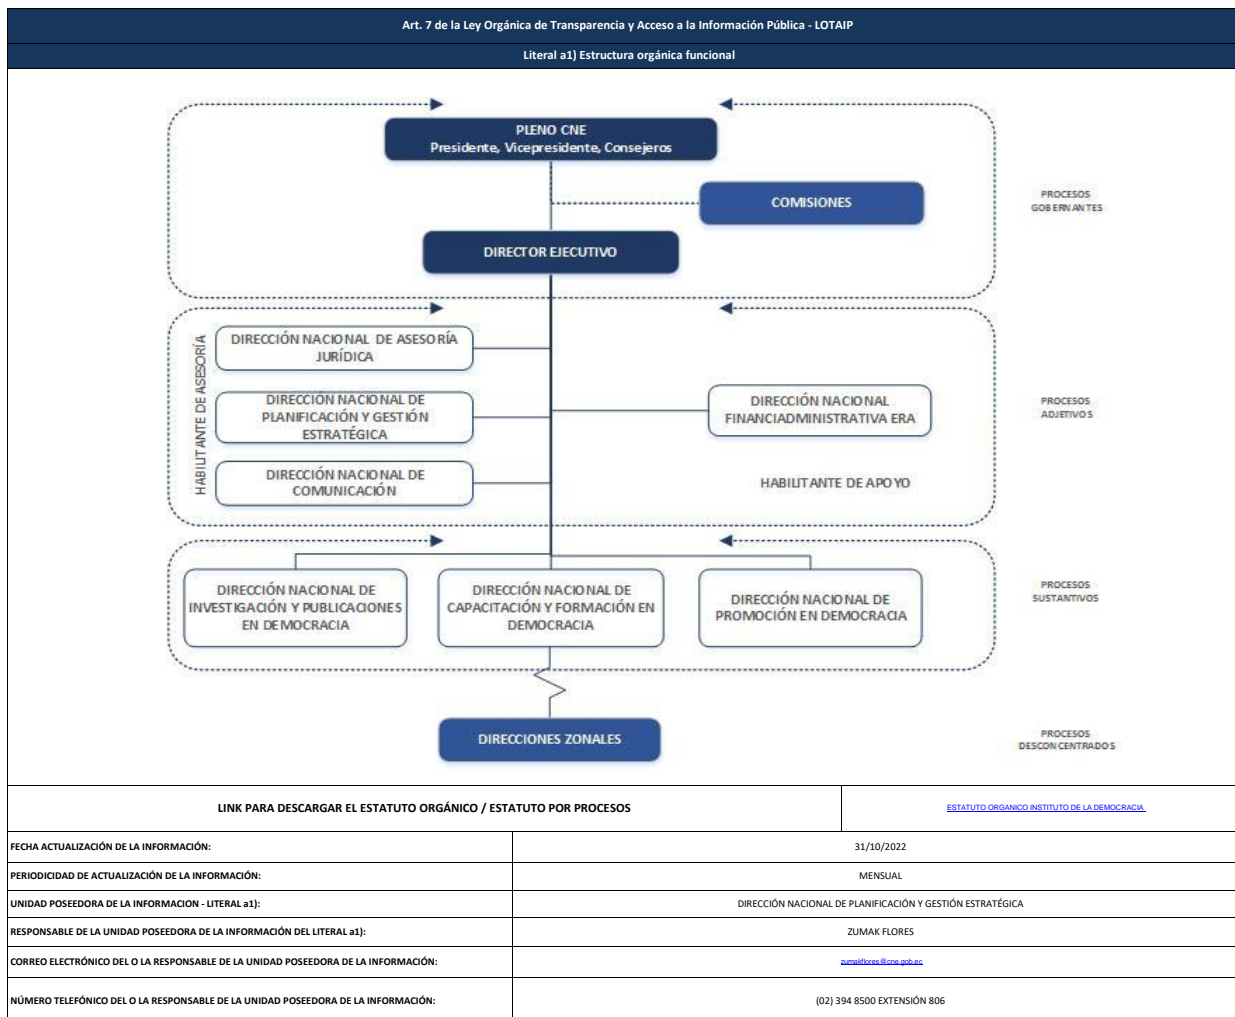 Art. 7 de la Ley Orgánica de Transparencia y Acceso a la Información Pública - LOTAIP
Literal a1) Estructura orgánica funcional
PLENO CNE
Presidente, Vicepresidente, Consejeros
COMISIONES
PROCESOS
GOBERNANTES
DIRECTOR EJECUTIVO
HABILITANTE DE ASESORÍA
DIRECCIÓN NACIONAL DE ASESORÍA
JURÍDICA
DIRECCIÓN NACIONAL DE
PLANIFICACIÓN Y GESTIÓN
ESTRATÉGICA
DIRECCIÓN NACIONAL DE
COMUNICACIÓN
DIRECCIÓN NACIONAL
FINANCIADMINISTRATIVA ERA
HABILITANTE DE APOYO
PROCESOS
ADJETIVOS
DIRECCIÓN NACIONAL DE
INVESTIGACIÓN Y PUBLICACIONES
EN DEMOCRACIA
DIRECCIÓN NACIONAL DE
CAPACITACIÓN Y FORMACIÓN EN
DEMOCRACIA
DIRECCIÓN NACIONAL DE
PROMOCIÓN EN DEMOCRACIA
PROCESOS
SUSTANTIVOS
DIRECCIONES ZONALES
PROCESOS
DESCONCENTRADOS
LINK PARA DESCARGAR EL ESTATUTO ORGÁNICO / ESTATUTO POR PROCESOS
ESTATUTO ORGANICO INSTITUTO DE LA DEMOCRACIA
FECHA ACTUALIZACIÓN DE LA INFORMACIÓN:
31/10/2022
PERIODICIDAD DE ACTUALIZACIÓN DE LA INFORMACIÓN:
MENSUAL
UNIDAD POSEEDORA DE LA INFORMACION - LITERAL a1):
DIRECCIÓN NACIONAL DE PLANIFICACIÓN Y GESTIÓN ESTRATÉGICA
RESPONSABLE DE LA UNIDAD POSEEDORA DE LA INFORMACIÓN DEL LITERAL a1):
ZUMAK FLORES
CORREO ELECTRÓNICO DEL O LA RESPONSABLE DE LA UNIDAD POSEEDORA DE LA INFORMACIÓN:
zumakflores@cne.gob.ec
NÚMERO TELEFÓNICO DEL O LA RESPONSABLE DE LA UNIDAD POSEEDORA DE LA INFORMACIÓN:
(02) 394 8500 EXTENSIÓN 806